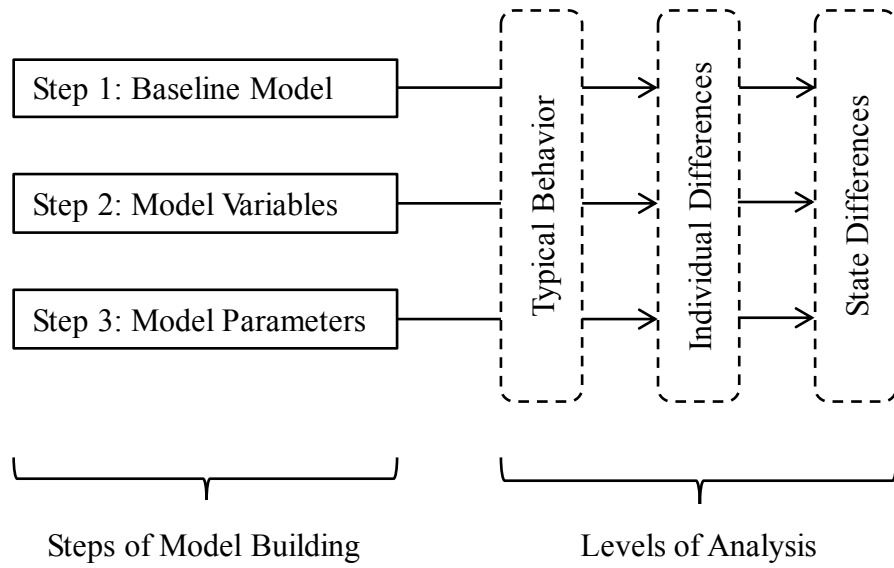 Step 1: Baseline Model
Step 2: Model Variables
Step 3: Model Parameters
Typical Behavior
Individual Differences
State Differences
Steps of Model Building
Levels of Analysis